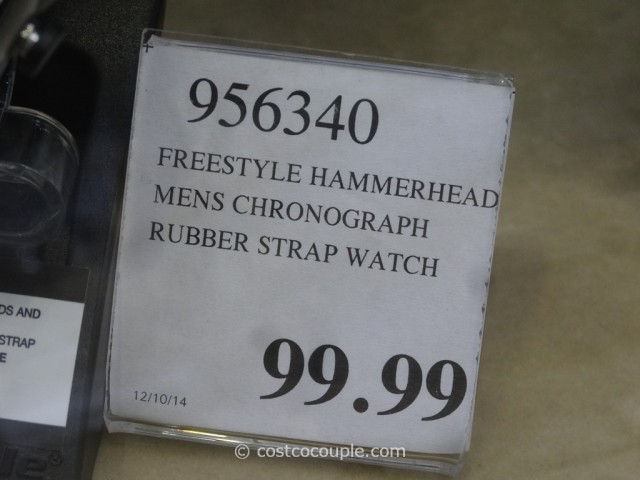 956340
FREESTYLE HAMMERHEAD
MENS CHRONOGRAPH
RUBBER STRAP WATCH
99.99
12/10/14
DS AND
STRAP
E
© costcocouple.com